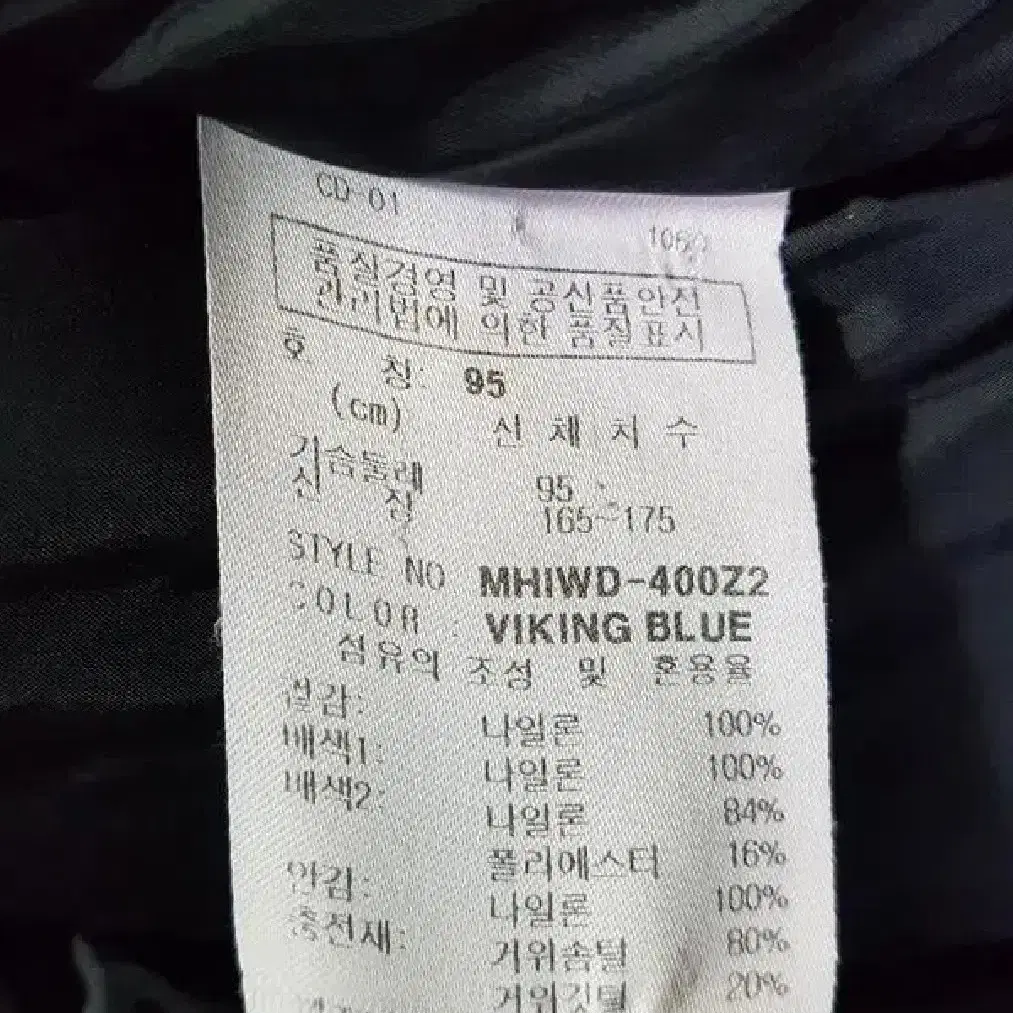 CD-01
품질경영 및 공산품안전
관리법에 의한 품질표시
호 칭: 95
(cm) 신 체 치 수
가슴둘레 95
신 장 165~175
STYLE NO MHIWD-400Z2
COLOR : VIKING BLUE
섬유의 조성 및 혼용율
겉감: 나일론 100%
배색1: 나일론 100%
배색2: 나일론 84%
폴리에스터 16%
안감: 나일론 100%
충전재: 거위솜털 80%
거위깃털 20%